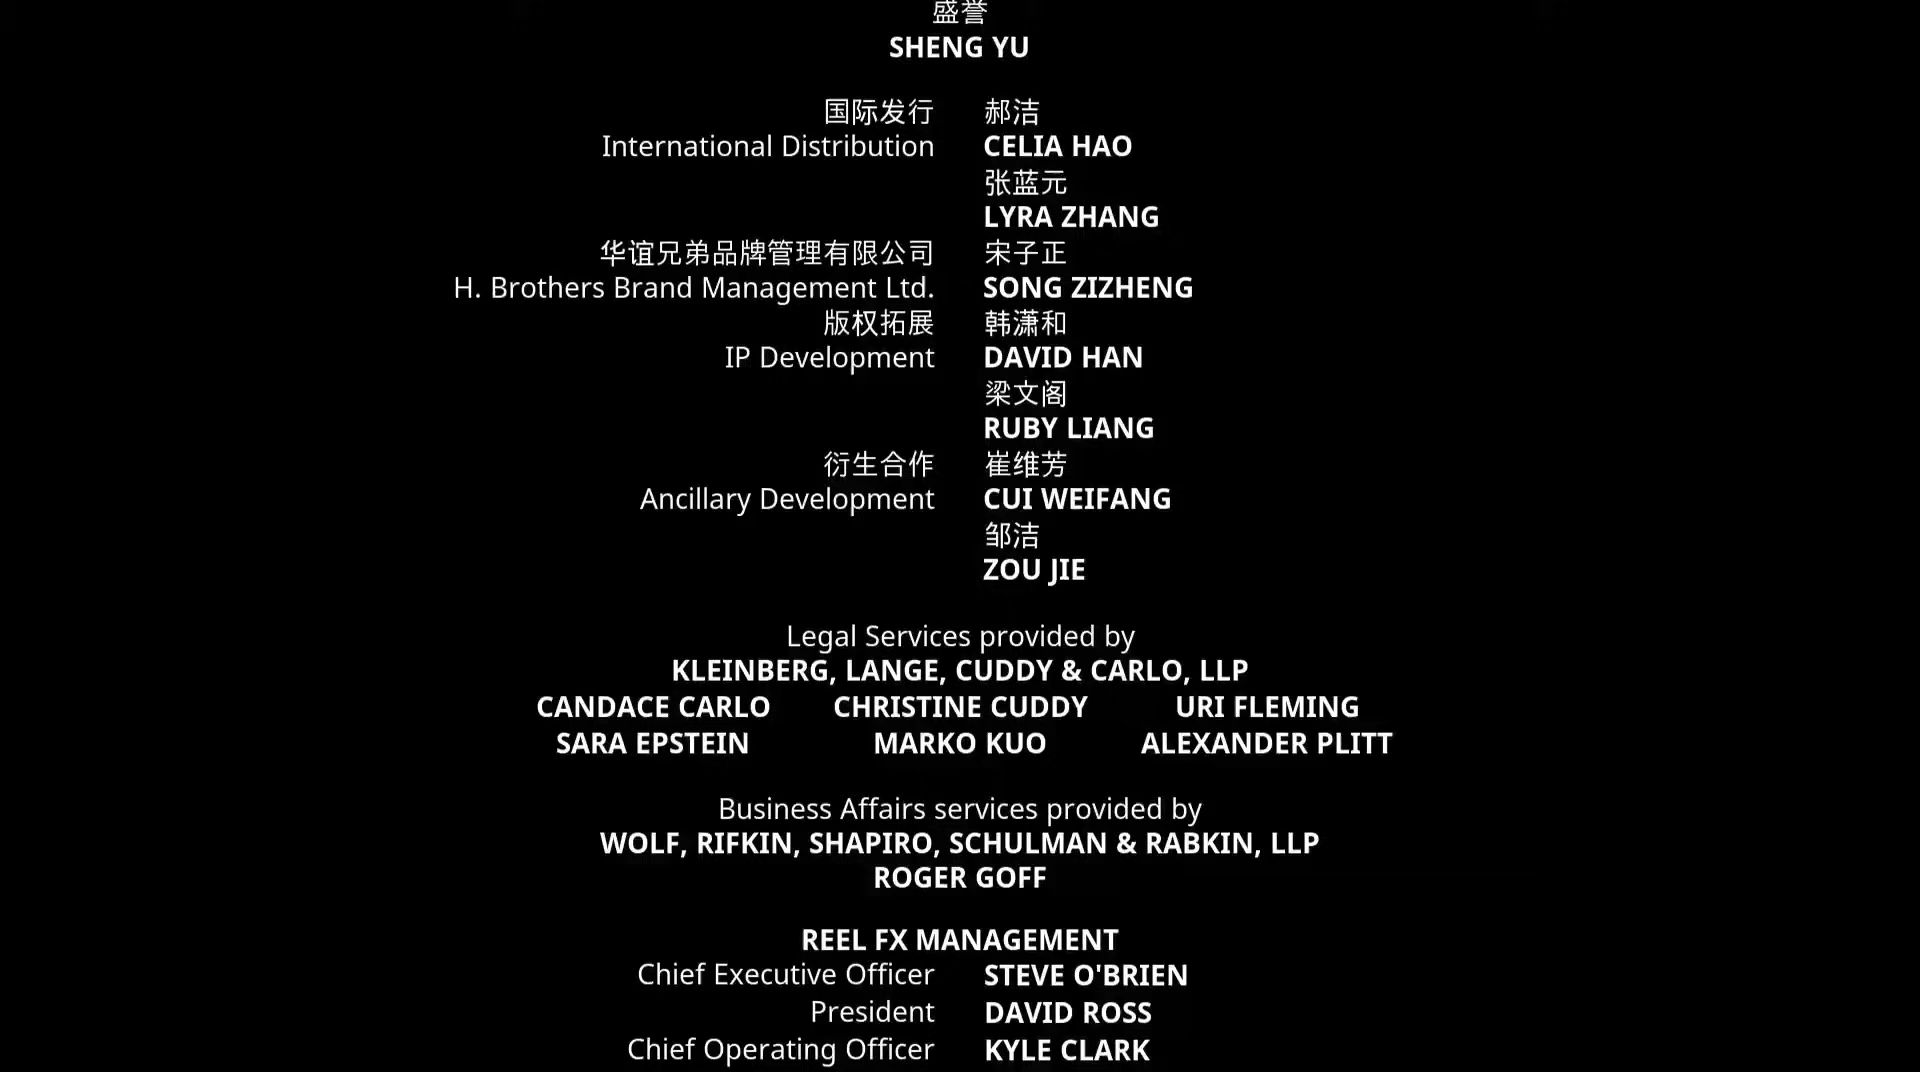 盛誉
SHENG YU
国际发行 郝洁
International Distribution CELIA HAO
张蓝元
LYRA ZHANG
华谊兄弟品牌管理有限公司 宋子正
H. Brothers Brand Management Ltd. SONG ZIZHENG
版权拓展 韩潇和
IP Development DAVID HAN
梁文阁
RUBY LIANG
衍生合作 崔维芳
Ancillary Development CUI WEIFANG
邹洁
ZOU JIE
Legal Services provided by
KLEINBERG, LANGE, CUDDY & CARLO, LLP
CANDACE CARLO CHRISTINE CUDDY URI FLEMING
SARA EPSTEIN MARKO KUO ALEXANDER PLITT
Business Affairs services provided by
WOLF, RIFKIN, SHAPIRO, SCHULMAN & RABKIN, LLP
ROGER GOFF
REEL FX MANAGEMENT
Chief Executive Officer STEVE O'BRIEN
President DAVID ROSS
Chief Operating Officer KYLE CLARK